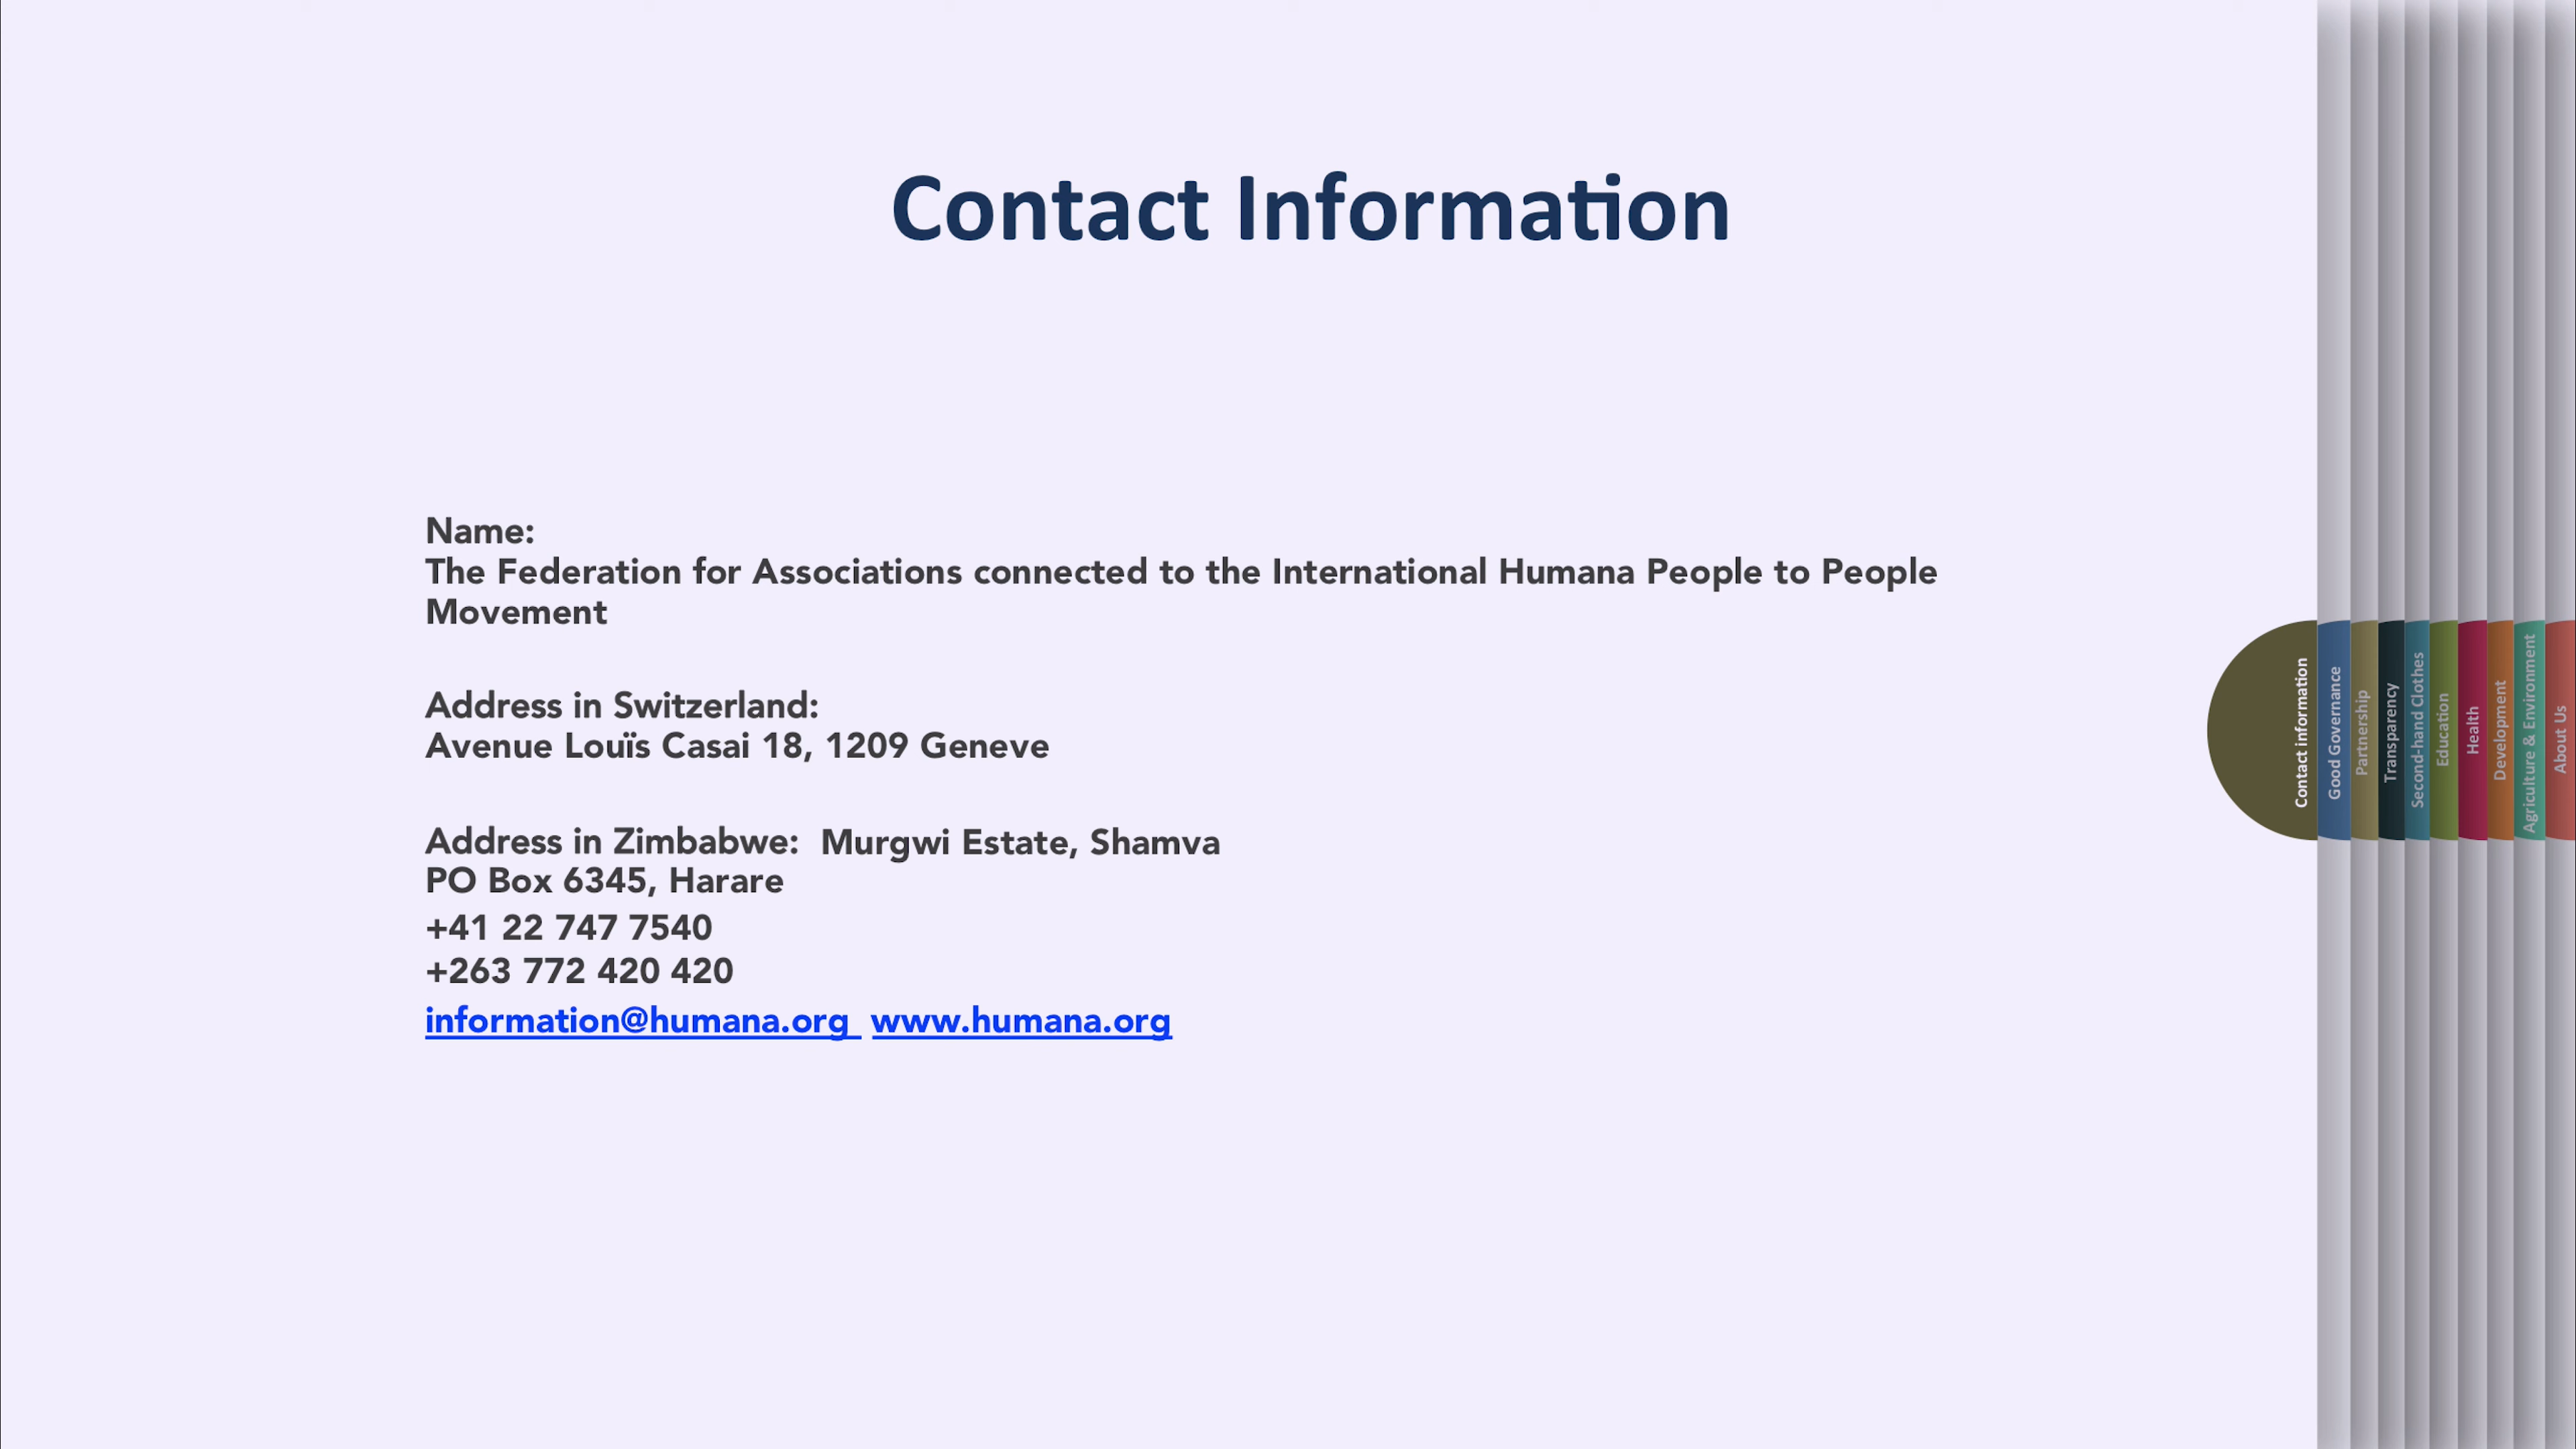 Contact Information
Name:
The Federation for Associations connected to the International Humana People to People
Movement
Address in Switzerland:
Avenue Louïs Casai 18, 1209 Geneve
Address in Zimbabwe: Murgwi Estate, Shamva
PO Box 6345, Harare
+41 22 747 7540
+263 772 420 420
information@humana.org www.humana.org
Contact information
Good Governance
Partnership
Transparency
Second-hand Clothes
Education
Health
Development
Agriculture & Environment
About Us